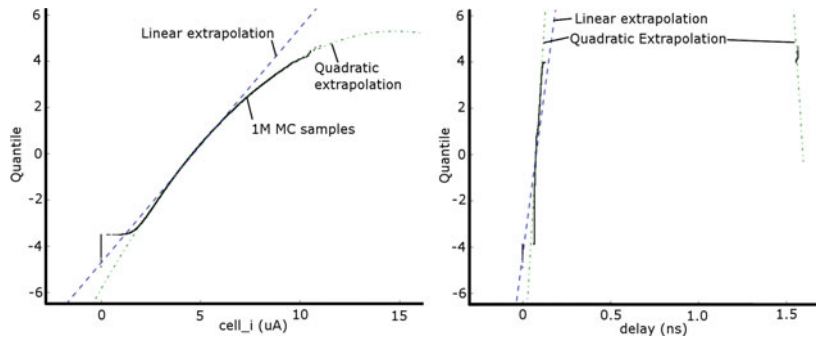 6
4
2
0
-2
-4
-6
Quantile
0
5
10
15
cell_i (uA)
Linear extrapolation
Quadratic
extrapolation
1M MC samples
6
4
2
0
-2
-4
-6
Quantile
0
0.5
1.0
1.5
delay (ns)
Linear extrapolation
Quadratic Extrapolation